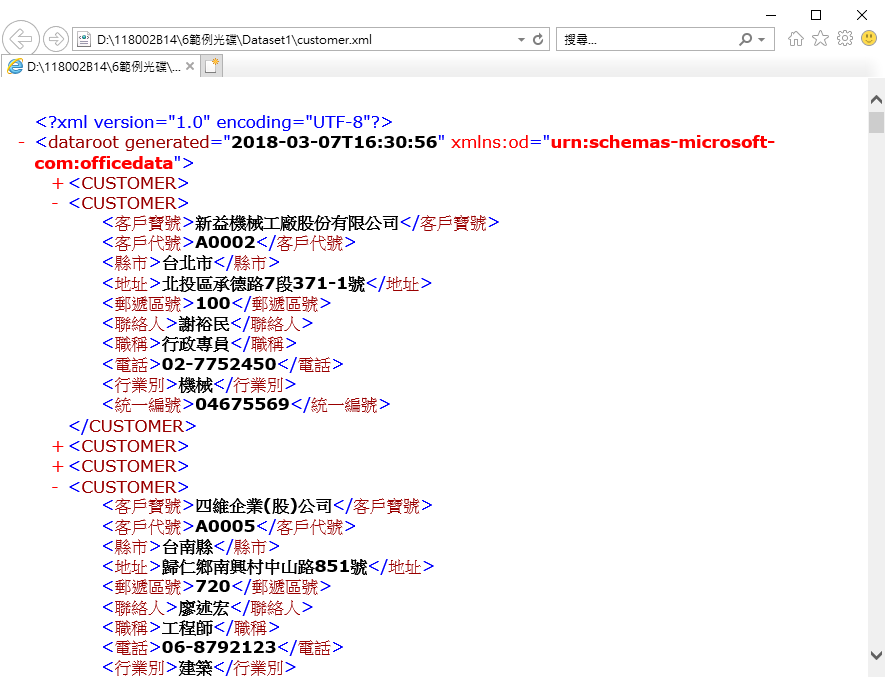 D:\118002B14\6範例光碟\Dataset1\customer.xml
搜尋...
D:\118002B14\6範例光碟\...
<?xml version="1.0" encoding="UTF-8"?>
- <dataroot generated="2018-03-07T16:30:56" xmlns:od="urn:schemas-microsoft-
com:officedata">
+ <CUSTOMER>
- <CUSTOMER>
<客戶寶號>新益機械工廠股份有限公司</客戶寶號>
<客戶代號>A0002</客戶代號>
<縣市>台北市</縣市>
<地址>北投區承德路7段371-1號</地址>
<郵遞區號>100</郵遞區號>
<聯絡人>謝裕民</聯絡人>
<職稱>行政專員</職稱>
<電話>02-7752450</電話>
<行業別>機械</行業別>
<統一編號>04675569</統一編號>
</CUSTOMER>
+ <CUSTOMER>
+ <CUSTOMER>
- <CUSTOMER>
<客戶寶號>四維企業(股)公司</客戶寶號>
<客戶代號>A0005</客戶代號>
<縣市>台南縣</縣市>
<地址>歸仁鄉南興村中山路851號</地址>
<郵遞區號>720</郵遞區號>
<聯絡人>廖述宏</聯絡人>
<職稱>工程師</職稱>
<電話>06-8792123</電話>
<行業別>建築</行業別>